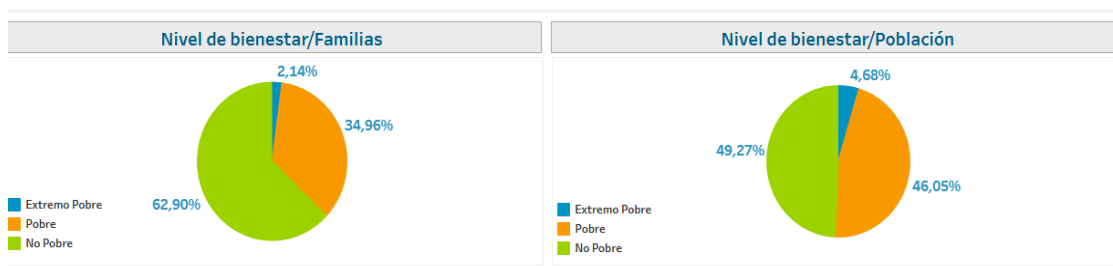 Nivel de bienestar/Familias
2,14%
34,96%
62,90%
Extremo Pobre
Pobre
No Pobre
Nivel de bienestar/Población
4,68%
49,27%
46,05%
Extremo Pobre
Pobre
No Pobre